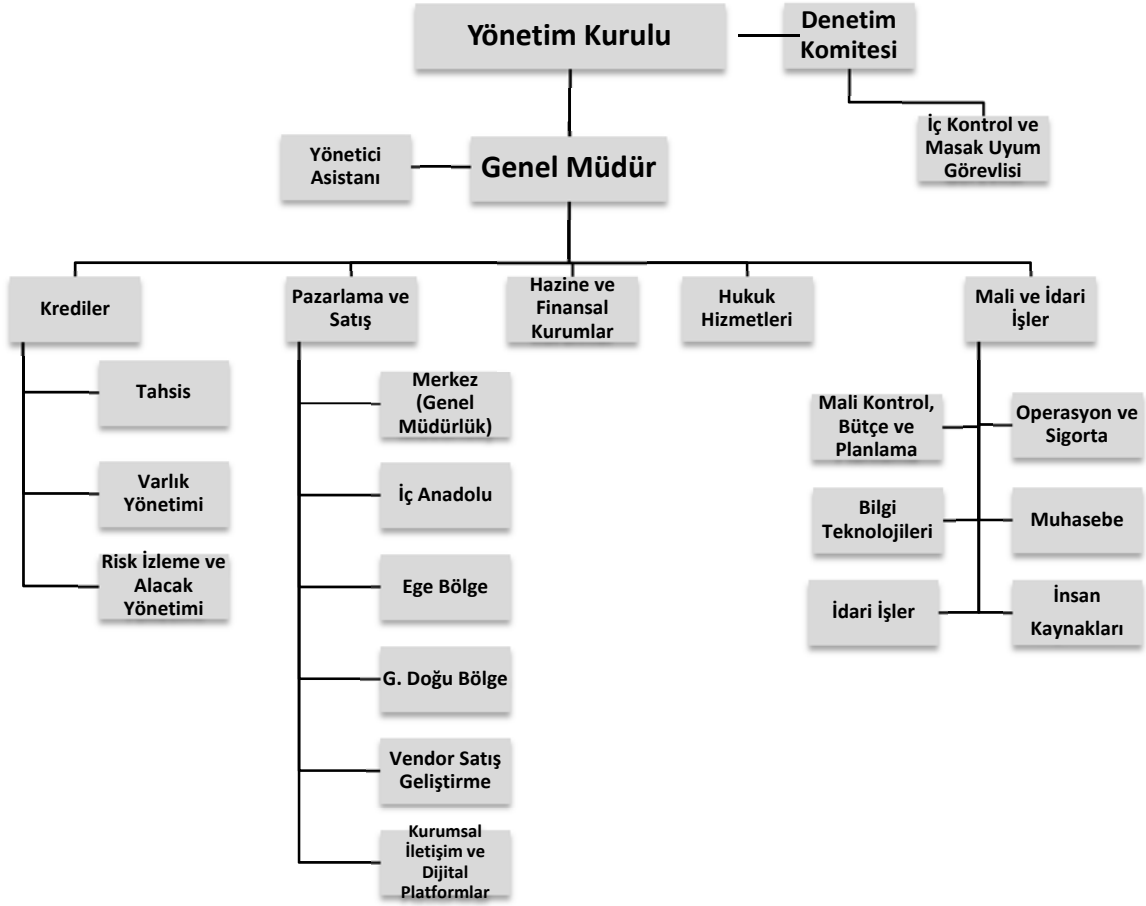 Yönetim Kurulu
Denetim
Komitesi
İç Kontrol ve
Masak Uyum
Görevlisi
Yönetici
Asistanı
Genel Müdür
Krediler
Pazarlama ve
Satış
Hazine ve
Finansal
Kurumlar
Hukuk
Hizmetleri
Mali ve İdari
İşler
Tahsis
Varlık
Yönetimi
Risk İzleme ve
Alacak
Yönetimi
Merkez
(Genel
Müdürlük)
İç Anadolu
Ege Bölge
G. Doğu Bölge
Vendor Satış
Geliştirme
Kurumsal
İletişim ve
Dijital
Platformlar
Mali Kontrol,
Bütçe ve
Planlama
Operasyon ve
Sigorta
Bilgi
Teknolojileri
Muhasebe
İdari İşler
İnsan
Kaynakları